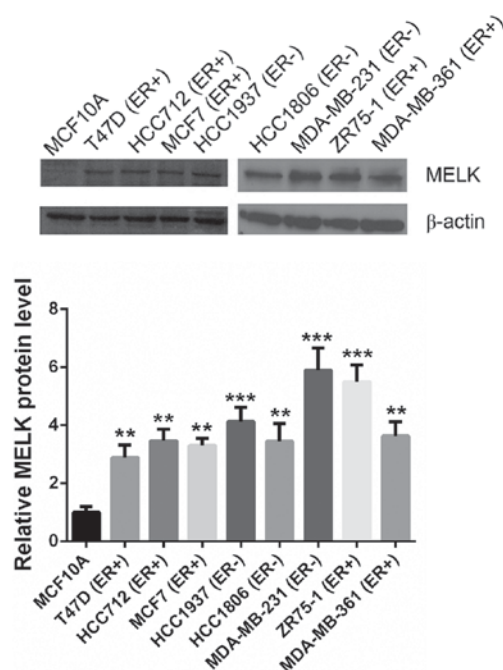 MCF10A
T47D (ER+)
HCC712 (ER+)
MCF7 (ER+)
HCC1937 (ER-)
HCC1806 (ER-)
MDA-MB-231 (ER-)
ZR75-1 (ER+)
MDA-MB-361 (ER+)
MELK
β-actin
Relative MELK protein level
8
6
4
2
0
**
**
**
***
**
***
***
**
MCF10A
T47D (ER+)
HCC712 (ER+)
MCF7 (ER+)
HCC1937 (ER-)
HCC1806 (ER-)
MDA-MB-231 (ER-)
ZR75-1 (ER+)
MDA-MB-361 (ER+)